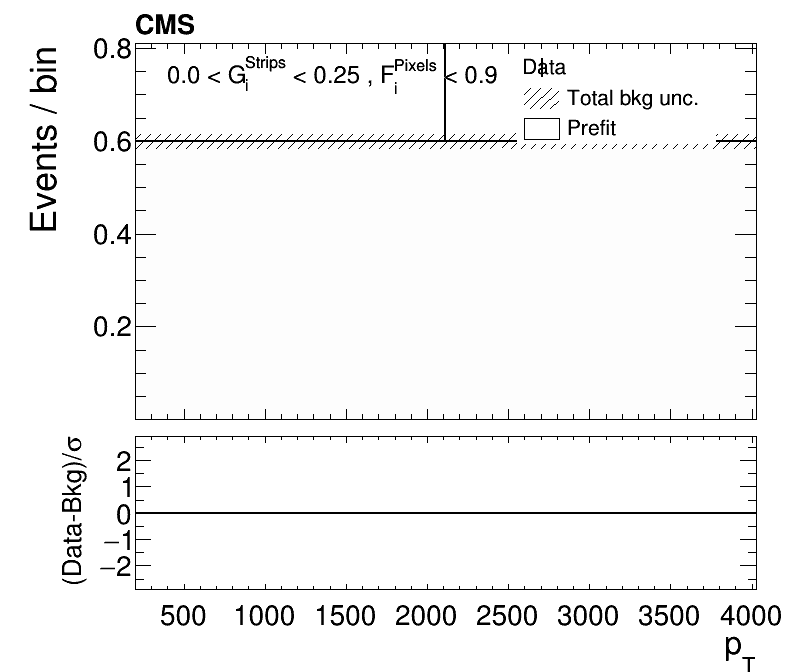 CMS
Events / bin
0.8
0.6
0.4
0.2
0.0 < G_i^Strips < 0.25 , F_i^Pixels < 0.9
Data
Total bkg unc.
Prefit
(Data-Bkg)/σ
2
1
0
−1
−2
500 1000 1500 2000 2500 3000 3500 4000
p_T